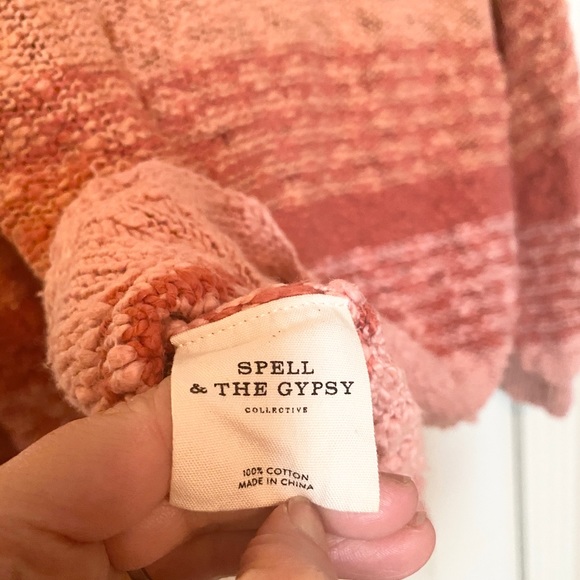 SPELL
& THE GYPSY
COLLECTIVE
100% COTTON
MADE IN CHINA